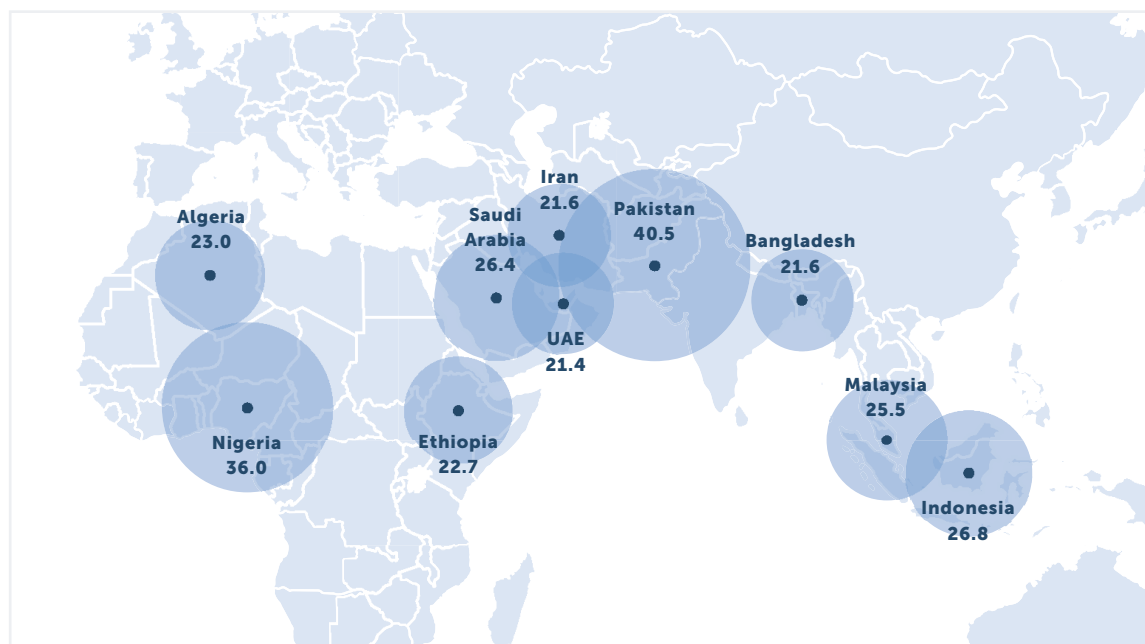 Iran
21.6
Pakistan
40.5
Saudi
Arabia
26.4
Algeria
23.0
Bangladesh
21.6
UAE
21.4
Malaysia
25.5
Nigeria
36.0
Ethiopia
22.7
Indonesia
26.8